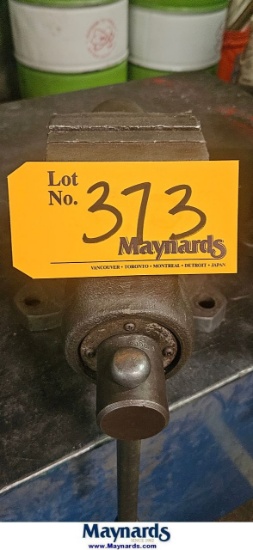 Lot
No. 373
Maynards
VANCOUVER • TORONTO • MONTREAL • DETROIT • JAPAN
Maynards
www.Maynards.com